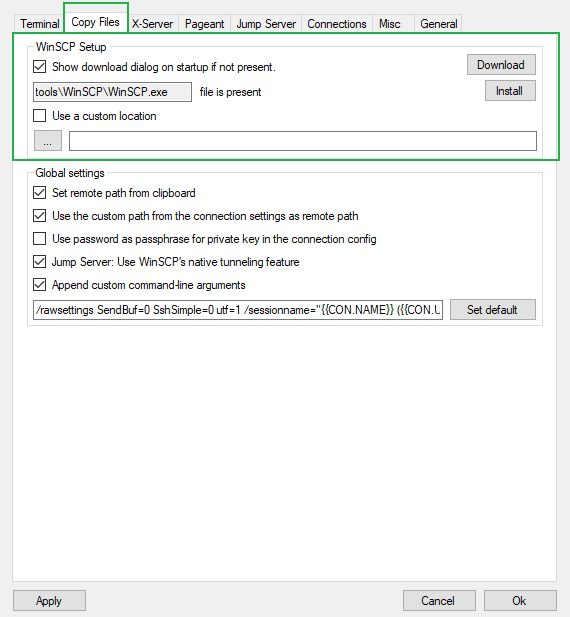 Terminal Copy Files X-Server Pageant Jump Server Connections Misc General
WinSCP Setup
Show download dialog on startup if not present. Download
tools\WinSCP\WinSCP.exe file is present Install
Use a custom location
...
Global settings
Set remote path from clipboard
Use the custom path from the connection settings as remote path
Use password as passphrase for private key in the connection config
Jump Server: Use WinSCP's native tunneling feature
Append custom command-line arguments
/rawsettings SendBuf=0 SshSimple=0 utf=1 /sessionname="{{CON.NAME}} ({{CON.U Set default
Apply Cancel Ok